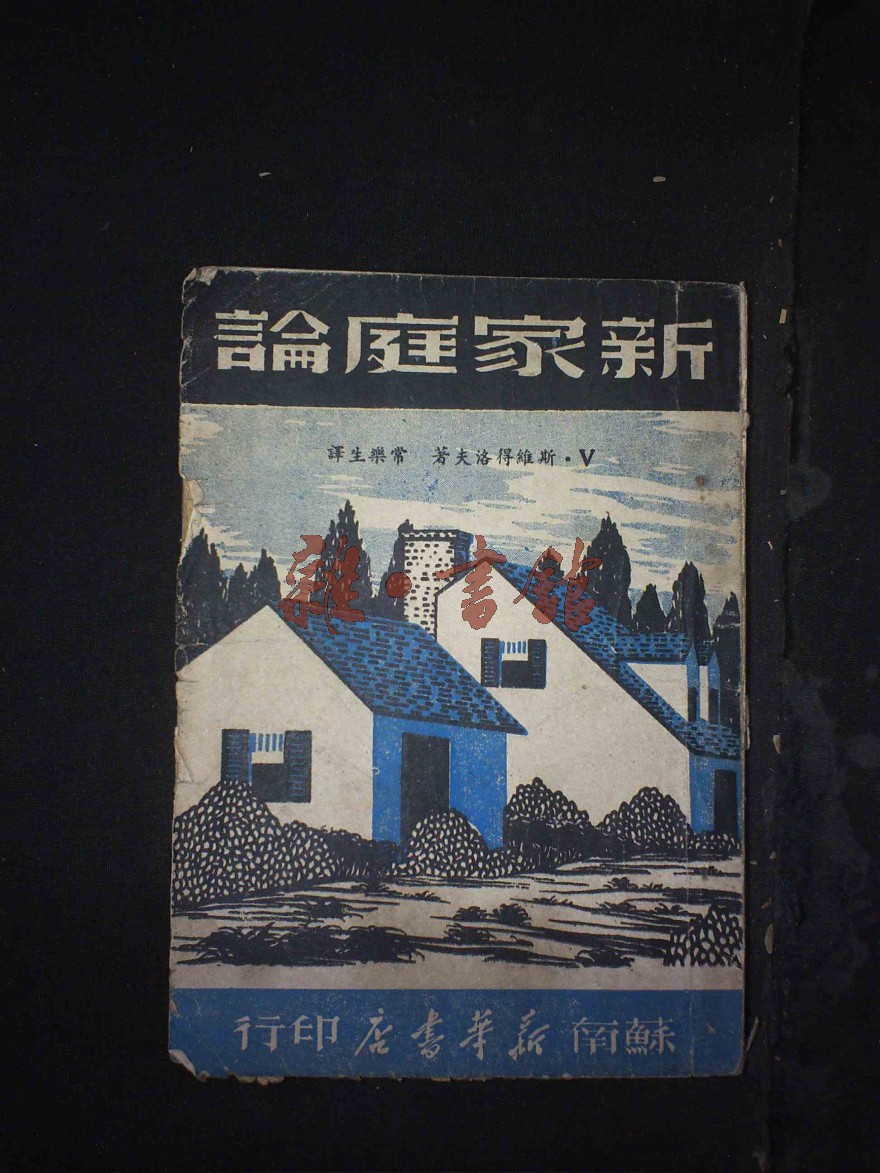 新家庭論
V·斯維得洛夫著 常樂生譯
雜·書館
蘇南新華書店印行